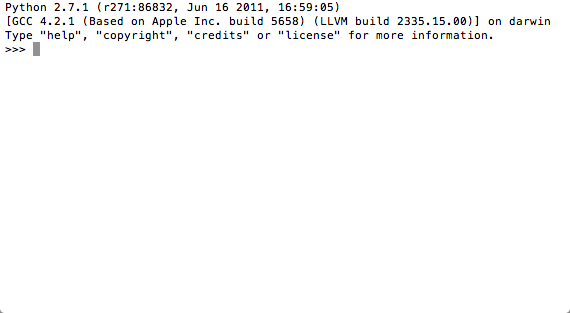 Python 2.7.1 (r271:86832, Jun 16 2011, 16:59:05)
[GCC 4.2.1 (Based on Apple Inc. build 5658) (LLVM build 2335.15.00)] on darwin
Type "help", "copyright", "credits" or "license" for more information.
>>>